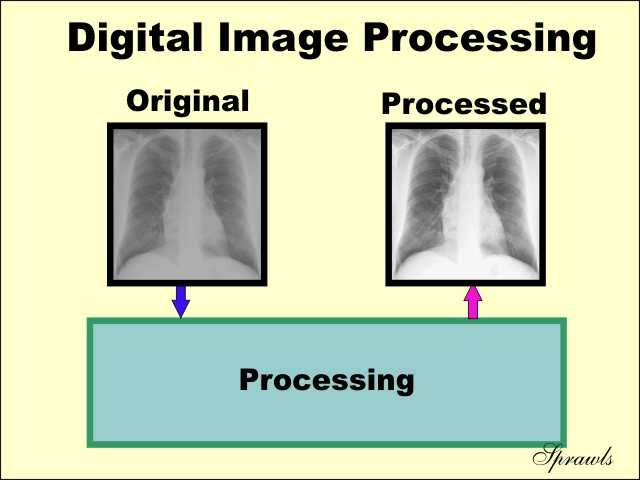 Digital Image Processing
Original
Processed
Processing
Sprawls